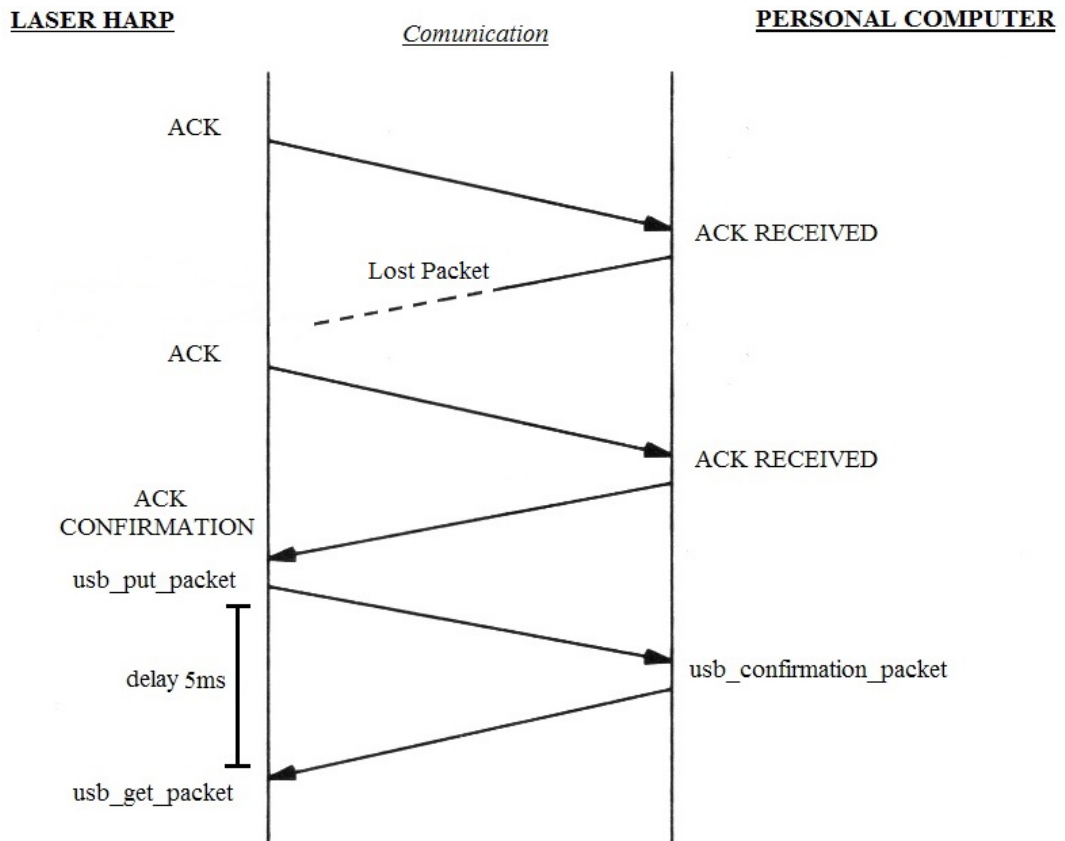 LASER HARP
Comunication
PERSONAL COMPUTER
ACK
ACK RECEIVED
Lost Packet
ACK
ACK RECEIVED
ACK
CONFIRMATION
usb_put_packet
delay 5ms
usb_confirmation_packet
usb_get_packet